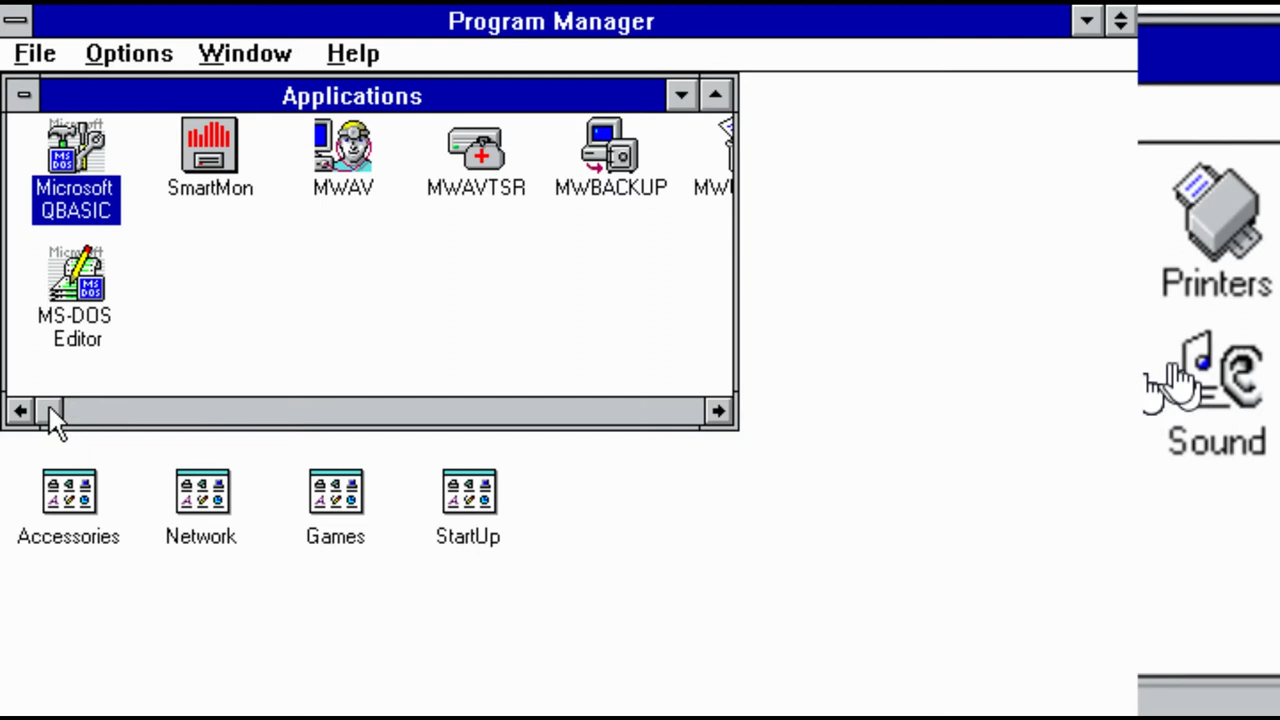 Program Manager
File Options Window Help
Applications
Microsoft
QBASIC
SmartMon
MWAV
MWAVTSR
MWBACKUP
MS-DOS
Editor
Accessories
Network
Games
StartUp
Printers
Sound